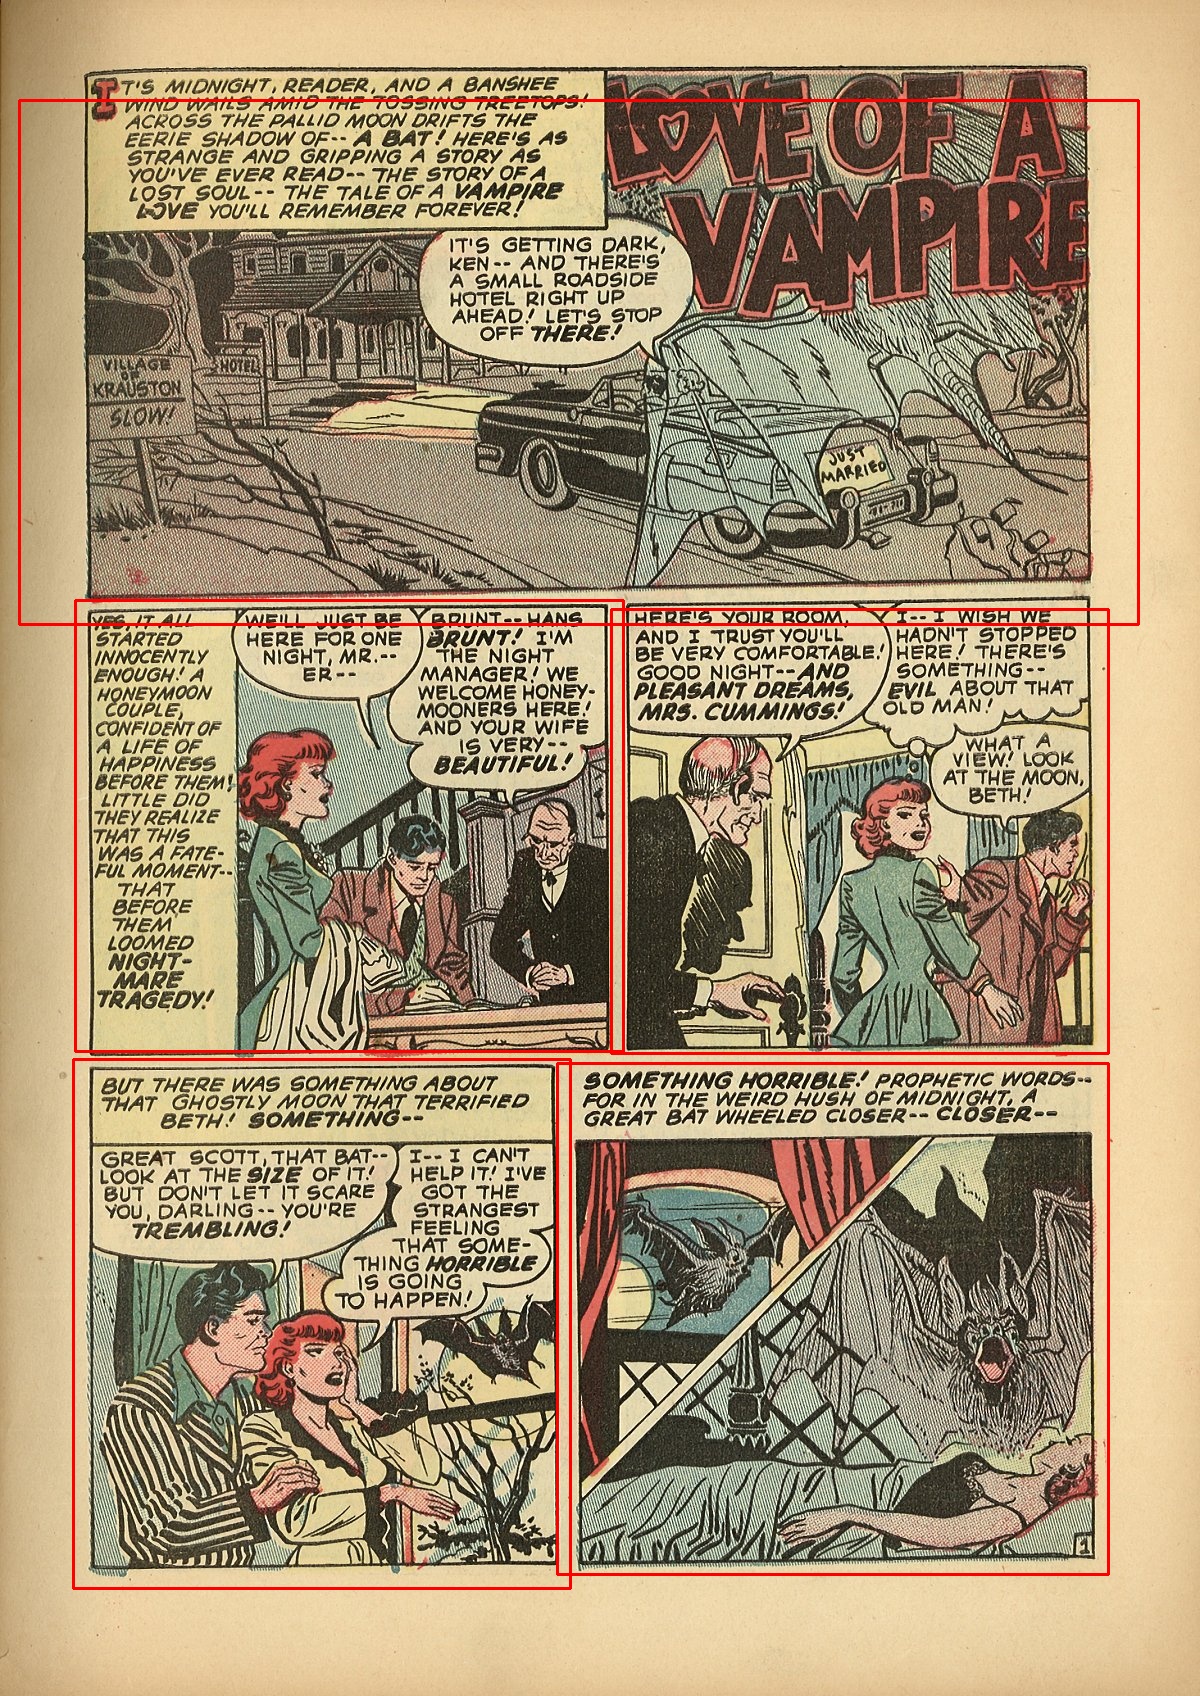 IT'S MIDNIGHT, READER, AND A BANSHEE
WIND WAILS AMID THE TOSSING TREETOPS!
ACROSS THE PALLID MOON DRIFTS THE
EERIE SHADOW OF-- A BAT! HERE'S AS
STRANGE AND GRIPPING A STORY AS
YOU'VE EVER READ-- THE STORY OF A
LOST SOUL-- THE TALE OF A VAMPIRE
LOVE YOU'LL REMEMBER FOREVER!
LOVE OF A
VAMPIRE
IT'S GETTING DARK,
KEN-- AND THERE'S
A SMALL ROADSIDE
HOTEL RIGHT UP
AHEAD! LET'S STOP
OFF THERE!
VILLAGE
OF
KRAUSTON
SLOW!
HOTEL
JUST
MARRIED
YES, IT ALL
STARTED
INNOCENTLY
ENOUGH! A
HONEYMOON
COUPLE,
CONFIDENT OF
A LIFE OF
HAPPINESS
BEFORE THEM!
LITTLE DID
THEY REALIZE
THAT THIS
WAS A FATE-
FUL MOMENT--
THAT
BEFORE
THEM
LOOMED
NIGHT-
MARE
TRAGEDY!
WE'LL JUST BE
HERE FOR ONE
NIGHT, MR.--
ER--
BRUNT-- HANS
BRUNT! I'M
THE NIGHT
MANAGER! WE
WELCOME HONEY-
MOONERS HERE!
AND YOUR WIFE
IS VERY--
BEAUTIFUL!
HERE'S YOUR ROOM,
AND I TRUST YOU'LL
BE VERY COMFORTABLE!
GOOD NIGHT-- AND
PLEASANT DREAMS,
MRS. CUMMINGS!
I-- I WISH WE
HADN'T STOPPED
HERE! THERE'S
SOMETHING--
EVIL ABOUT THAT
OLD MAN!
WHAT A
VIEW! LOOK
AT THE MOON,
BETH!
BUT THERE WAS SOMETHING ABOUT
THAT GHOSTLY MOON THAT TERRIFIED
BETH! SOMETHING--
GREAT SCOTT, THAT BAT--
LOOK AT THE SIZE OF IT!
BUT DON'T LET IT SCARE
YOU, DARLING-- YOU'RE
TREMBLING!
I-- I CAN'T
HELP IT! I'VE
GOT THE
STRANGEST
FEELING
THAT SOME-
THING HORRIBLE
IS GOING
TO HAPPEN!
SOMETHING HORRIBLE! PROPHETIC WORDS--
FOR IN THE WEIRD HUSH OF MIDNIGHT, A
GREAT BAT WHEELED CLOSER-- CLOSER--
1